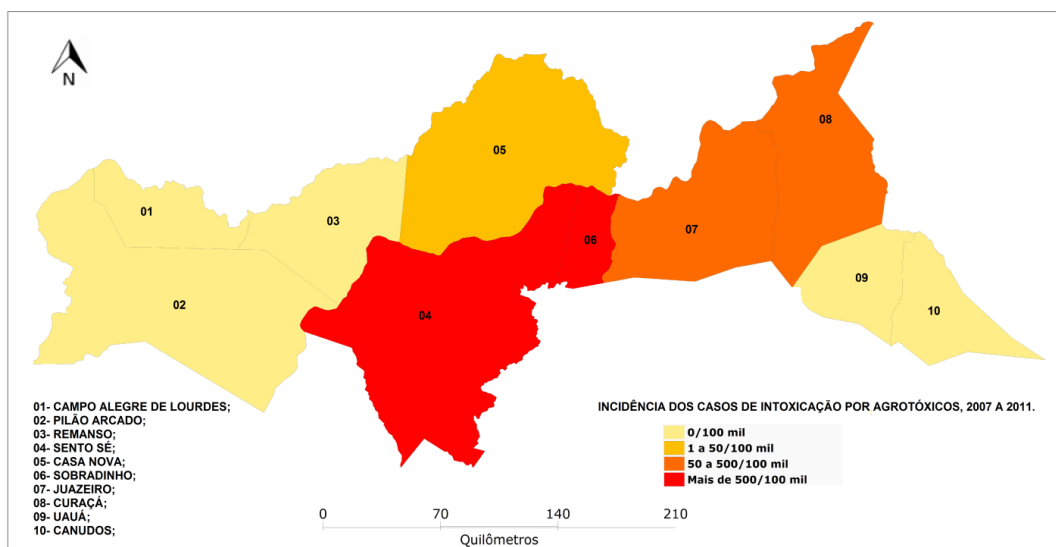 N
08
05
01
03
06
07
09
02
04
10
01- CAMPO ALEGRE DE LOURDES;
02- PILÃO ARCADO;
03- REMANSO;
04- SENTO SÉ;
05- CASA NOVA;
06- SOBRADINHO;
07- JUAZEIRO;
08- CURAÇÁ;
09- UAUÁ;
10- CANUDOS;
INCIDÊNCIA DOS CASOS DE INTOXICAÇÃO POR AGROTÓXICOS, 2007 A 2011.
0/100 mil
1 a 50/100 mil
50 a 500/100 mil
Mais de 500/100 mil
0 70 140 210
Quilômetros